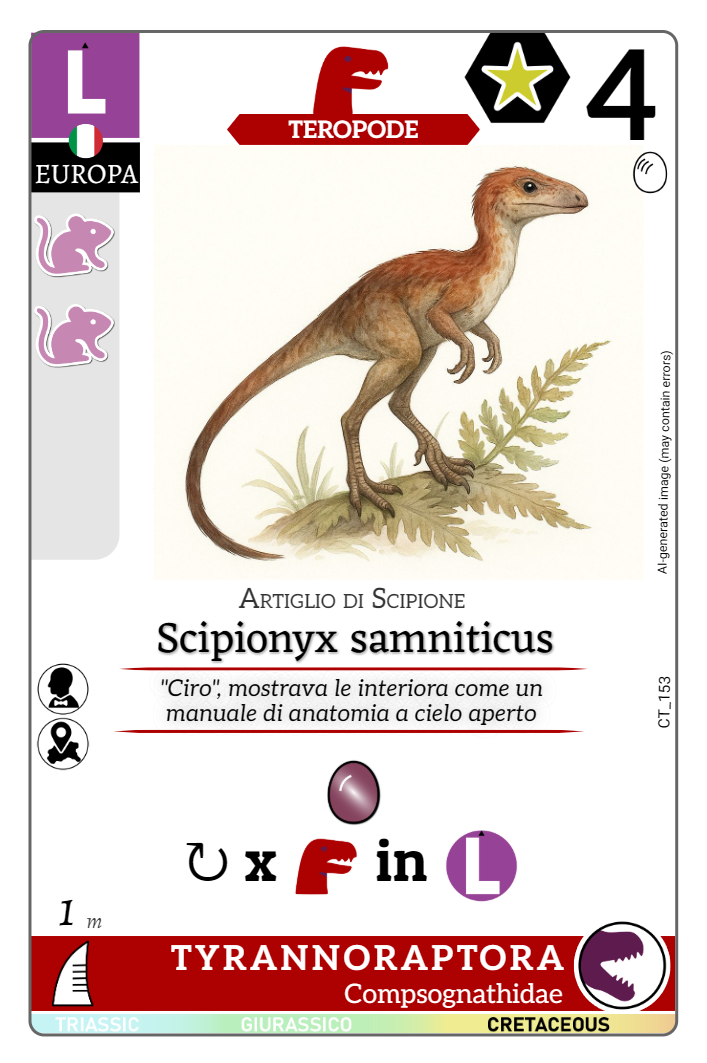 L
TEROPODE
4
EUROPA
AI-generated image (may contain errors)
Artiglio di Scipione
Scipionyx samniticus
"Ciro", mostrava le interiora come un
manuale di anatomia a cielo aperto
CT_153
↻ x in L
1 m
TYRANNORAPTORA
Compsognathidae
TRIASSIC GIURASSICO CRETACEOUS